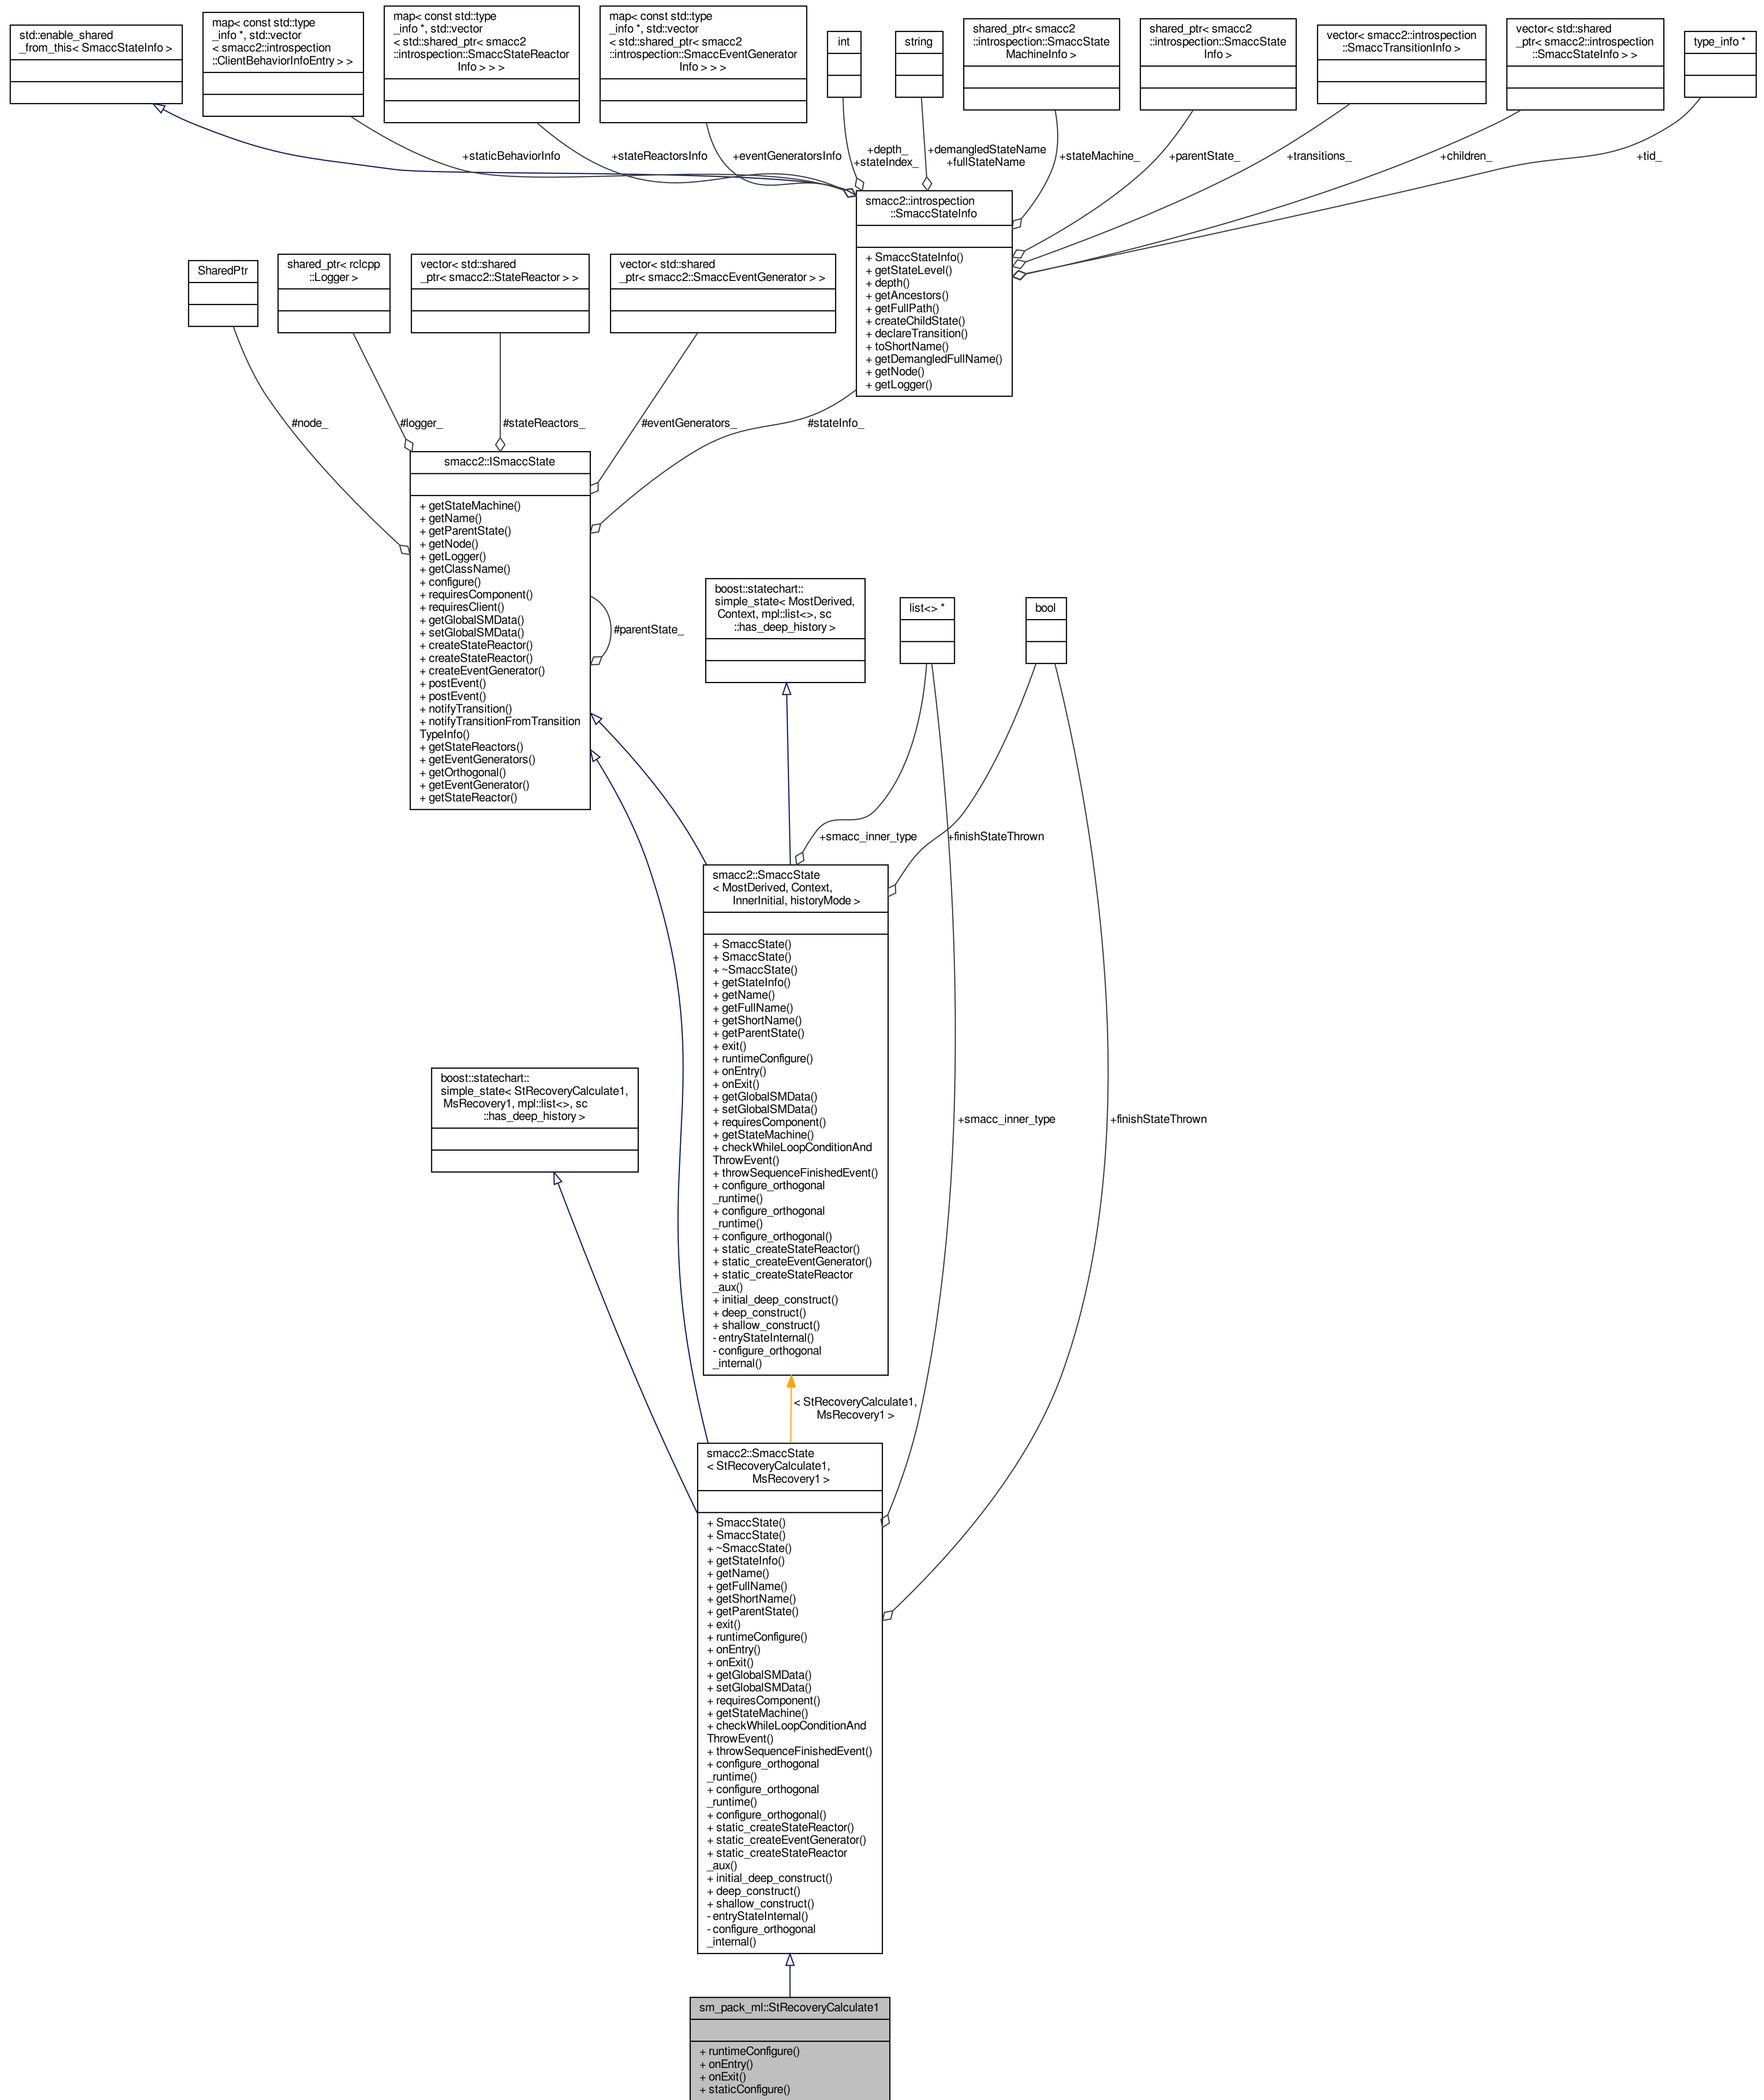 std::enable_shared
_from_this< SmaccStateInfo >
map< const std::type
_info *, std::vector
< smacc2::introspection
::ClientBehaviorInfoEntry > >
map< const std::type
_info *, std::vector
< std::shared_ptr< smacc2
::introspection::SmaccStateReactor
Info > > >
map< const std::type
_info *, std::vector
< std::shared_ptr< smacc2
::introspection::SmaccEventGenerator
Info > > >
int
string
shared_ptr< smacc2
::introspection::SmaccState
MachineInfo >
shared_ptr< smacc2
::introspection::SmaccState
Info >
vector< smacc2::introspection
::SmaccTransitionInfo >
vector< std::shared
_ptr< smacc2::introspection
::SmaccStateInfo > >
type_info *
+staticBehaviorInfo
+stateReactorsInfo
+eventGeneratorsInfo
+depth_
+stateIndex_
+demangledStateName
+fullStateName
+stateMachine_
+parentState_
+transitions_
+children_
+tid_
smacc2::introspection
::SmaccStateInfo
+ SmaccStateInfo()
+ getStateLevel()
+ depth()
+ getAncestors()
+ getFullPath()
+ createChildState()
+ declareTransition()
+ toShortName()
+ getDemangledFullName()
+ getNode()
+ getLogger()
SharedPtr
shared_ptr< rclcpp
::Logger >
vector< std::shared
_ptr< smacc2::StateReactor > >
vector< std::shared
_ptr< smacc2::SmaccEventGenerator > >
#node_
#logger_
#stateReactors_
#eventGenerators_
#stateInfo_
smacc2::ISmaccState
+ getStateMachine()
+ getName()
+ getParentState()
+ getNode()
+ getLogger()
+ getClassName()
+ configure()
+ requiresComponent()
+ requiresClient()
+ getGlobalSMData()
+ setGlobalSMData()
+ createStateReactor()
+ createStateReactor()
+ createEventGenerator()
+ postEvent()
+ postEvent()
+ notifyTransition()
+ notifyTransitionFromTransition
TypeInfo()
+ getStateReactors()
+ getEventGenerators()
+ getOrthogonal()
+ getEventGenerator()
+ getStateReactor()
#parentState_
boost::statechart::
simple_state< MostDerived,
Context, mpl::list<>, sc
::has_deep_history >
list<> *
bool
+smacc_inner_type
+finishStateThrown
smacc2::SmaccState
< MostDerived, Context,
InnerInitial, historyMode >
+ SmaccState()
+ SmaccState()
+ ~SmaccState()
+ getStateInfo()
+ getName()
+ getFullName()
+ getShortName()
+ getParentState()
+ exit()
+ runtimeConfigure()
+ onEntry()
+ onExit()
+ getGlobalSMData()
+ setGlobalSMData()
+ requiresComponent()
+ getStateMachine()
+ checkWhileLoopConditionAnd
ThrowEvent()
+ throwSequenceFinishedEvent()
+ configure_orthogonal
_runtime()
+ configure_orthogonal
_runtime()
+ configure_orthogonal()
+ static_createStateReactor()
+ static_createEventGenerator()
+ static_createStateReactor
_aux()
+ initial_deep_construct()
+ deep_construct()
+ shallow_construct()
- entryStateInternal()
- configure_orthogonal
_internal()
boost::statechart::
simple_state< StRecoveryCalculate1,
MsRecovery1, mpl::list<>, sc
::has_deep_history >
+smacc_inner_type
+finishStateThrown
< StRecoveryCalculate1,
MsRecovery1 >
smacc2::SmaccState
< StRecoveryCalculate1,
MsRecovery1 >
+ SmaccState()
+ SmaccState()
+ ~SmaccState()
+ getStateInfo()
+ getName()
+ getFullName()
+ getShortName()
+ getParentState()
+ exit()
+ runtimeConfigure()
+ onEntry()
+ onExit()
+ getGlobalSMData()
+ setGlobalSMData()
+ requiresComponent()
+ getStateMachine()
+ checkWhileLoopConditionAnd
ThrowEvent()
+ throwSequenceFinishedEvent()
+ configure_orthogonal
_runtime()
+ configure_orthogonal
_runtime()
+ configure_orthogonal()
+ static_createStateReactor()
+ static_createEventGenerator()
+ static_createStateReactor
_aux()
+ initial_deep_construct()
+ deep_construct()
+ shallow_construct()
- entryStateInternal()
- configure_orthogonal
_internal()
sm_pack_ml::StRecoveryCalculate1
+ runtimeConfigure()
+ onEntry()
+ onExit()
+ staticConfigure()